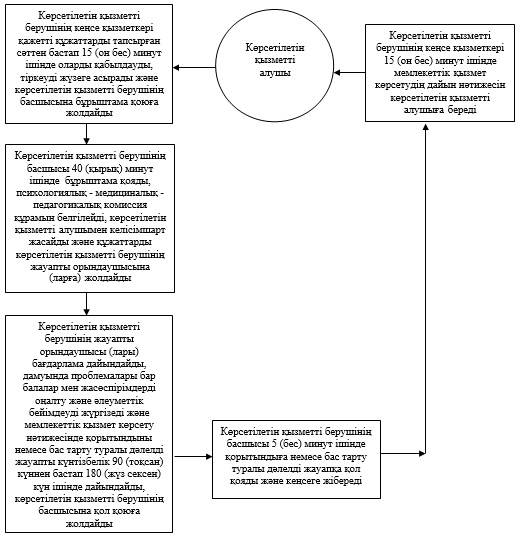 Көрсетілетін қызметті
берушінің кеңсе қызметкері
қажетті құжаттарды тапсырған
сәттен бастап 15 (он бес) минут
ішінде оларды қабылдауды,
тіркеуді жүзеге асырады және
көрсетілетін қызметті берушінің
басшысына бұрыштама қоюға
жолдайды
Көрсетілетін
қызметті
алушы
Көрсетілетін қызметті
берушінің кеңсе қызметкері
15 (он бес) минут ішінде
мемлекеттік қызмет
көрсетудің дайын нәтижесін
көрсетілетін қызметті
алушыға береді
Көрсетілетін қызметті берушінің
басшысы 40 (қырық) минут
ішінде бұрыштама қояды,
психологиялық - медициналық -
педагогикалық комиссия
құрамын белгілейді, көрсетілетін
қызметті алушымен келісімшарт
жасайды және құжаттарды
көрсетілетін қызметті берушінің
жауапты орындаушысына
(ларға) жолдайды
Көрсетілетін қызметті
берушінің жауапты
орындаушысы (лары)
бағдарлама дайындайды,
дамуында проблемалары бар
балалар мен жасөспірімдерді
оңалту және әлеуметтік
бейімдеуді жүргізеді және
мемлекеттік қызмет көрсету
нәтижесінде қорытындыны
немесе бас тарту туралы дәлелді
жауапты күнтізбелік 90 (тоқсан)
күннен бастап 180 (жүз сексен)
күн ішінде дайындайды,
көрсетілетін қызметті берушінің
басшысына қол қоюға
жолдайды
Көрсетілетін қызметті берушінің
басшысы 5 (бес) минут ішінде
қорытындыға немесе бас тарту
туралы дәлелді жауапқа қол
қояды және кеңсеге жібереді